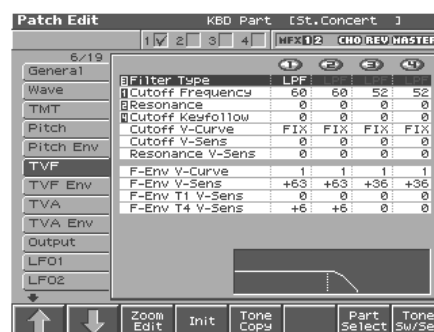 Patch Edit KBD Part [St.Concert ]
1 2 3 4 MFX 1 2 CHO REV MASTER
6/19
General
Wave
TMT
Pitch
Pitch Env
TVF
TVF Env
TVA
TVA Env
Output
LFO1
LFO2
1 2 3 4
Filter Type LPF LPF LPF LPF
Cutoff Frequency 60 60 52 52
Resonance 0 0 0 0
Cutoff Keyfollow 0 0 0 0
Cutoff V-Curve FIX FIX FIX FIX
Cutoff V-Sens 0 0 0 0
Resonance V-Sens 0 0 0 0
F-Env V-Curve 1 1 1 1
F-Env V-Sens +63 +63 +36 +36
F-Env T1 V-Sens 0 0 0 0
F-Env T4 V-Sens +6 +6 0 0
Zoom Edit
Init
Tone Copy
Part Select
Tone Sw/Se